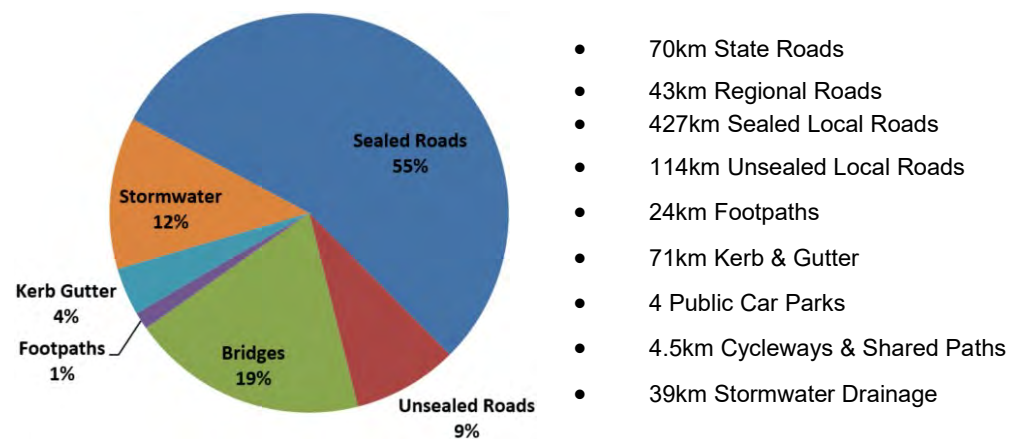 Sealed Roads
55%
Stormwater
12%
Kerb Gutter
4%
Footpaths
1%
Bridges
19%
Unsealed Roads
9%
• 70km State Roads
• 43km Regional Roads
• 427km Sealed Local Roads
• 114km Unsealed Local Roads
• 24km Footpaths
• 71km Kerb & Gutter
• 4 Public Car Parks
• 4.5km Cycleways & Shared Paths
• 39km Stormwater Drainage